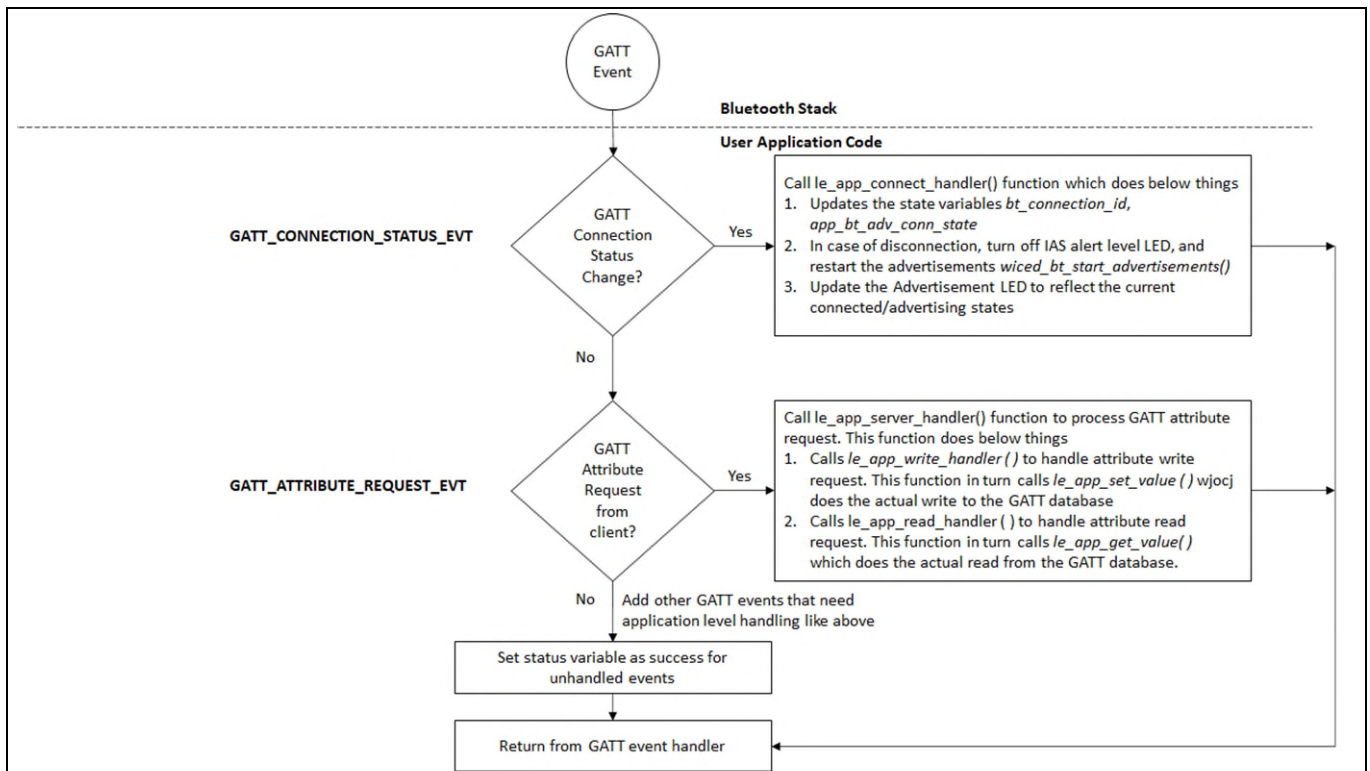 GATT
Event
Bluetooth Stack
User Application Code
GATT_CONNECTION_STATUS_EVT
GATT
Connection
Status
Change?
Yes
Call le_app_connect_handler() function which does below things
1. Updates the state variables bt_connection_id,
app_bt_adv_conn_state
2. In case of disconnection, turn off IAS alert level LED, and
restart the advertisements wiced_bt_start_advertisements()
3. Update the Advertisement LED to reflect the current
connected/advertising states
No
GATT_ATTRIBUTE_REQUEST_EVT
GATT
Attribute
Request
from
client?
Yes
Call le_app_server_handler() function to process GATT attribute
request. This function does below things
1. Calls le_app_write_handler ( ) to handle attribute write
request. This function in turn calls le_app_set_value ( ) wjocj
does the actual write to the GATT database
2. Calls le_app_read_handler ( ) to handle attribute read
request. This function in turn calls le_app_get_value( )
which does the actual read from the GATT database.
No
Add other GATT events that need
application level handling like above
Set status variable as success for
unhandled events
Return from GATT event handler